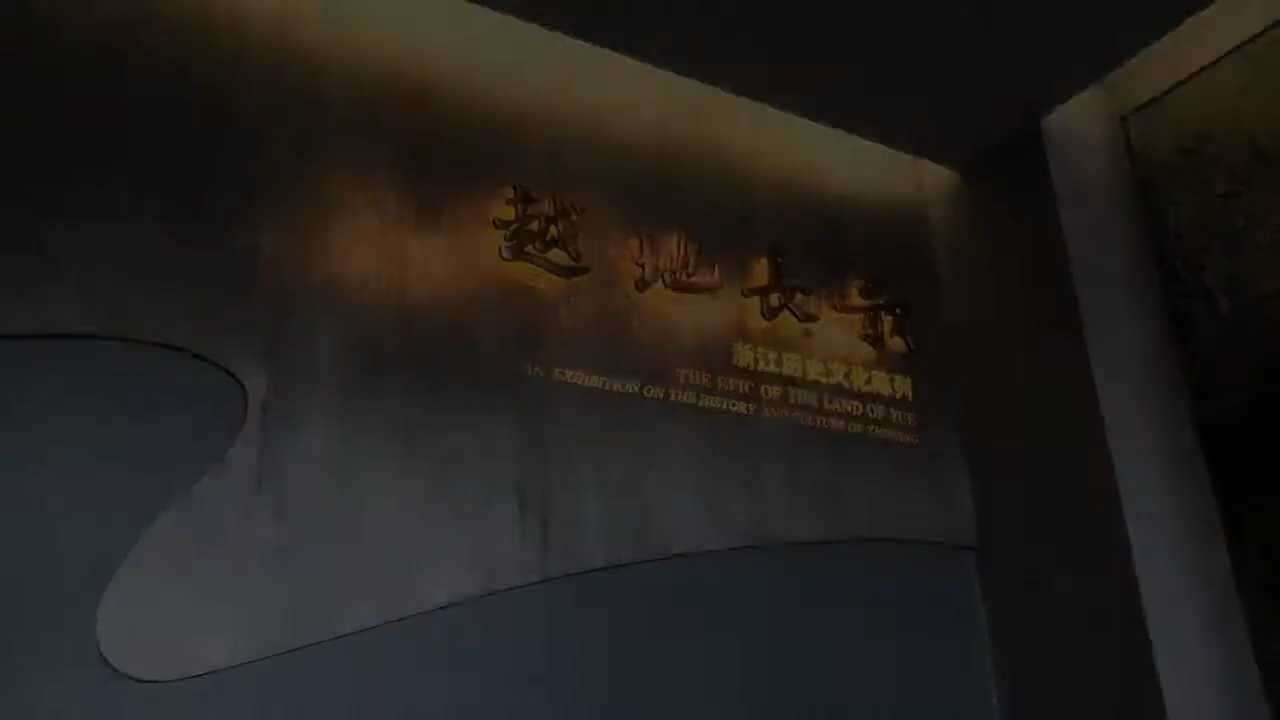 越地長歌
浙江历史文化陈列
THE EPIC OF THE LAND OF YUE
AN EXHIBITION ON THE HISTORY AND CULTURE OF ZHEJIANG